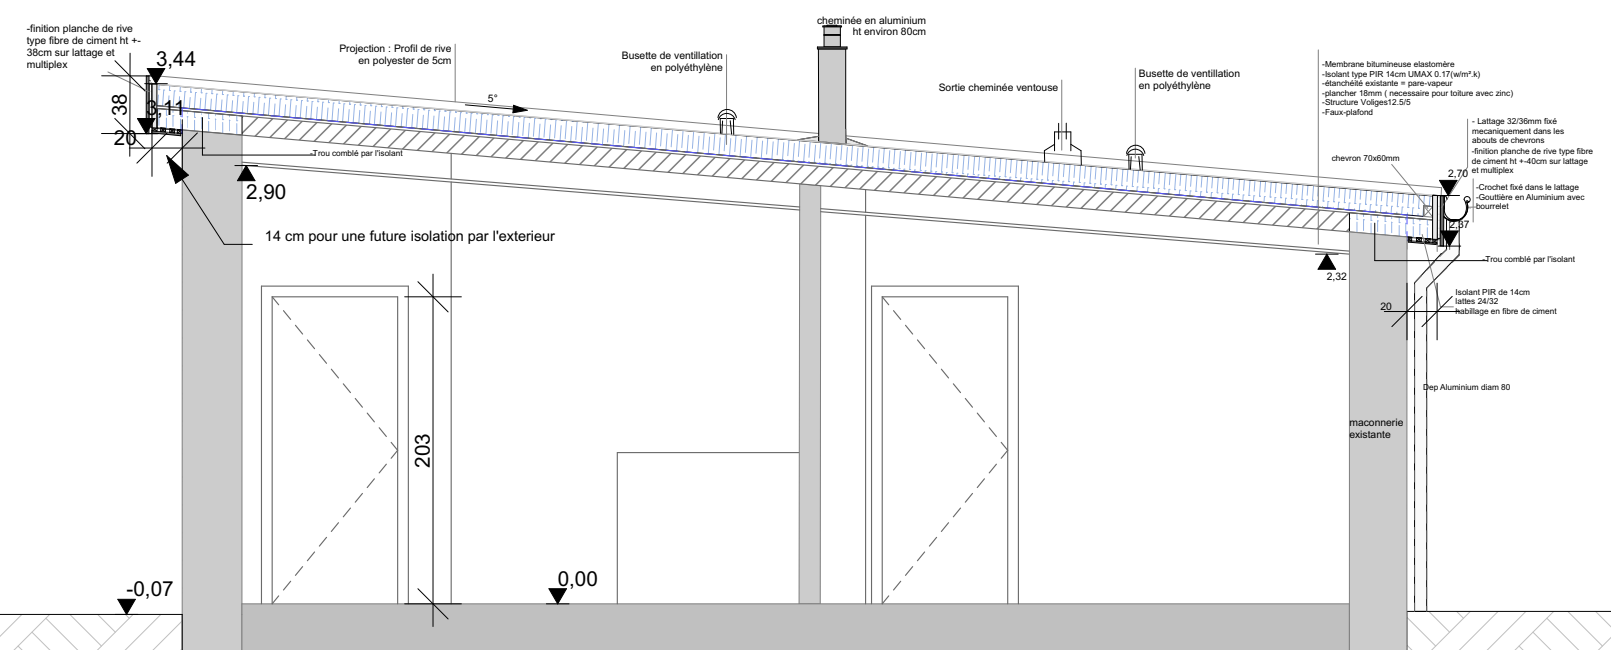 -finition planche de rive
type fibre de ciment ht +-
38cm sur lattage et
multiplex
3,44
38
3,11
20
Projection : Profil de rive
en polyester de 5cm
5°
Busette de ventillation
en polyéthylène
cheminée en aluminium
ht environ 80cm
Sortie cheminée ventouse
Busette de ventillation
en polyéthylène
-Membrane bitumineuse elastomère
-Isolant type PIR 14cm UMAX 0.17(w/m².k)
-étanchéité existante = pare-vapeur
-plancher 18mm ( necessaire pour toiture avec zinc)
-Structure Voliges12.5/5
-Faux-plafond
- Lattage 32/36mm fixé
mecaniquement dans les
abouts de chevrons
-finition planche de rive type fibre
de ciment ht +-40cm sur lattage
et multiplex
chevron 70x60mm
2,70
-Crochet fixé dans le lattage
-Gouttière en Aluminium avec
bourrelet
2,37
-Trou comblé par l'isolant
2,90
14 cm pour une future isolation par l'exterieur
-Trou comblé par l'isolant
2,32
Isolant PIR de 14cm
lattes 24/32
habillage en fibre de ciment
20
Dep Aluminium diam 80
maconnerie
existante
203
-0,07
0,00